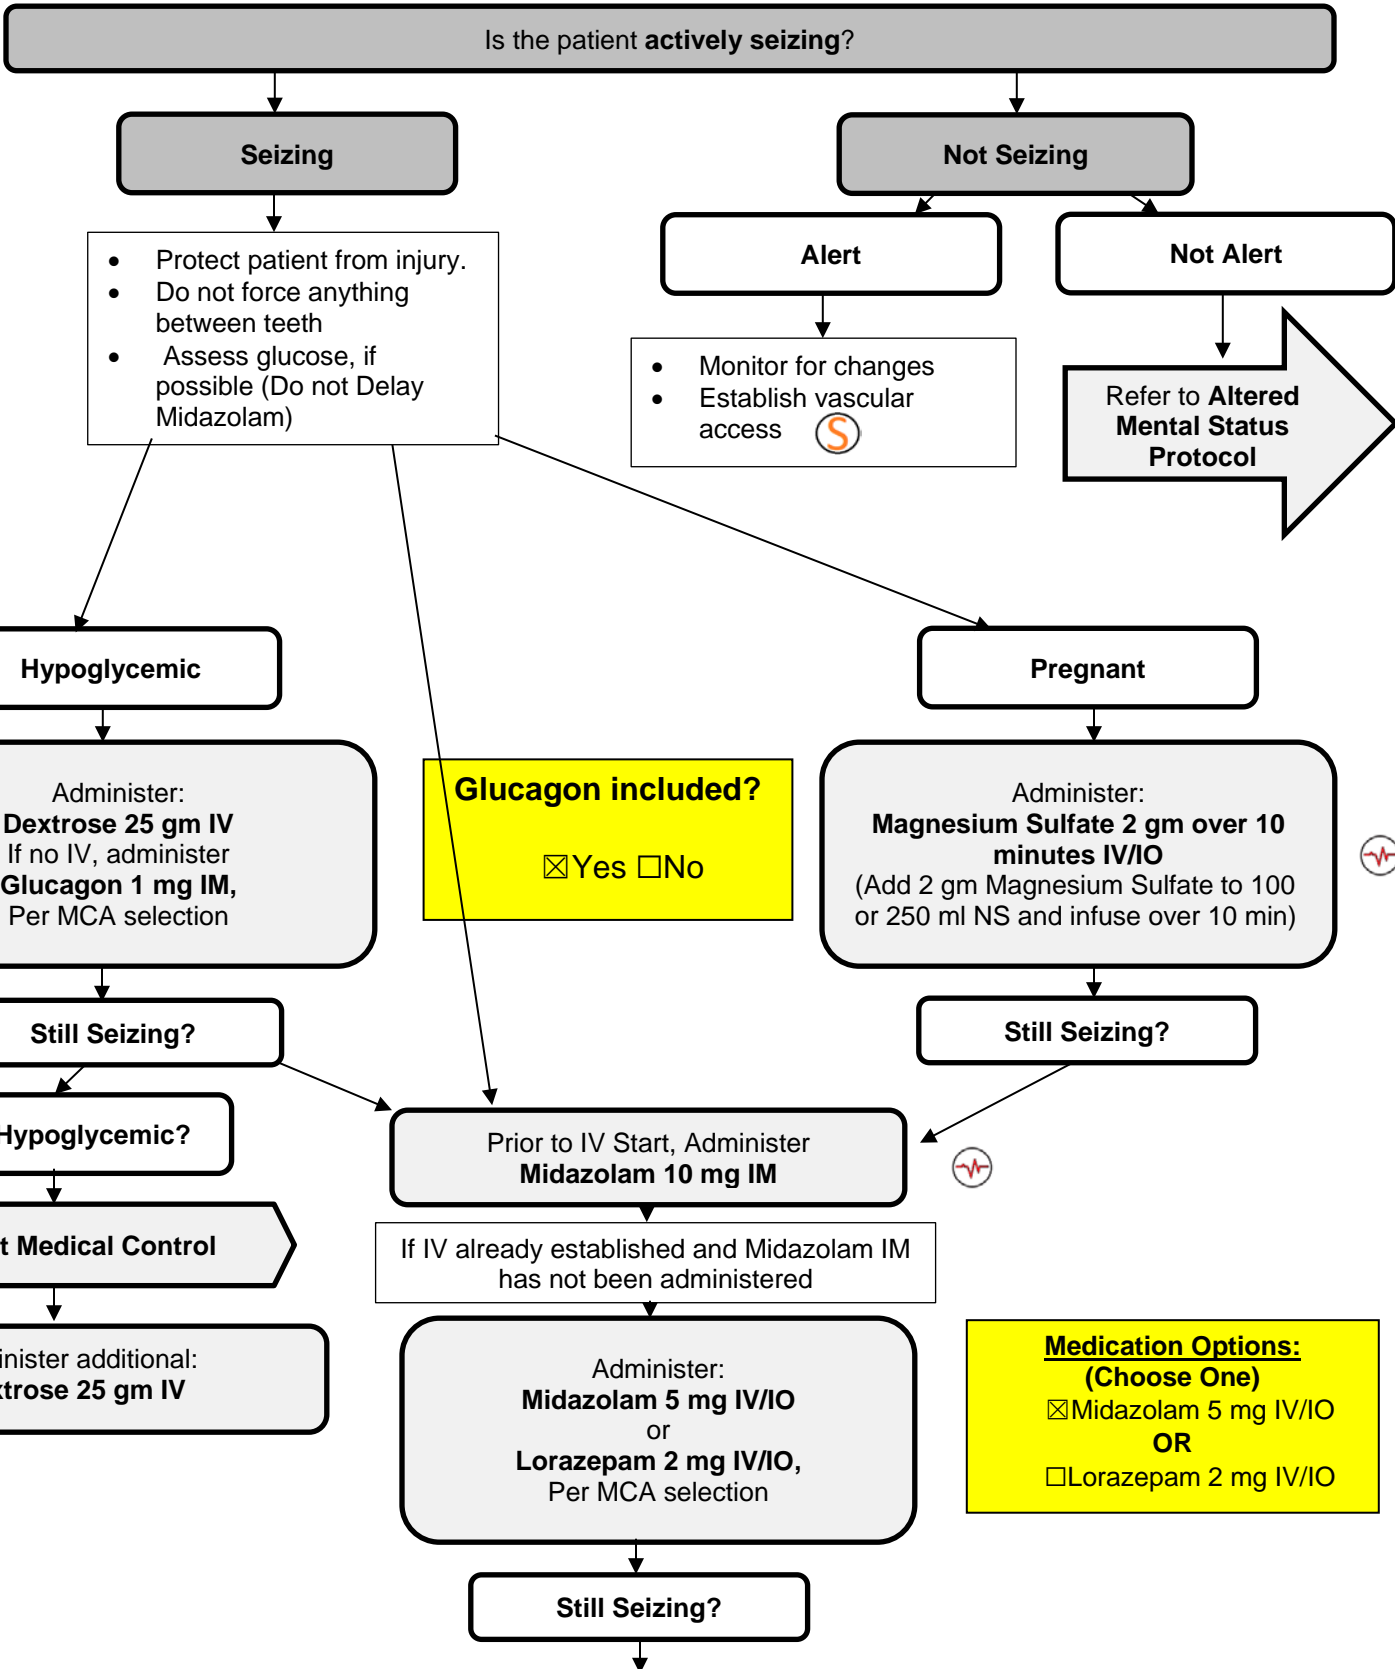 Is the patient actively seizing?
Seizing
Not Seizing
Alert
Not Alert
• Protect patient from injury.
• Do not force anything
between teeth
• Assess glucose, if
possible (Do not Delay
Midazolam)
• Monitor for changes
• Establish vascular
access
S
Refer to Altered
Mental Status
Protocol
Hypoglycemic
Pregnant
Administer:
Dextrose 25 gm IV
If no IV, administer
Glucagon 1 mg IM,
Per MCA selection
Glucagon included?
☒Yes ☐No
Administer:
Magnesium Sulfate 2 gm over 10
minutes IV/IO
(Add 2 gm Magnesium Sulfate to 100
or 250 ml NS and infuse over 10 min)
Still Seizing?
Still Seizing?
Hypoglycemic?
Prior to IV Start, Administer
Midazolam 10 mg IM
t Medical Control
If IV already established and Midazolam IM
has not been administered
inister additional:
xtrose 25 gm IV
Administer:
Midazolam 5 mg IV/IO
or
Lorazepam 2 mg IV/IO,
Per MCA selection
Medication Options:
(Choose One)
☒Midazolam 5 mg IV/IO
OR
☐Lorazepam 2 mg IV/IO
Still Seizing?